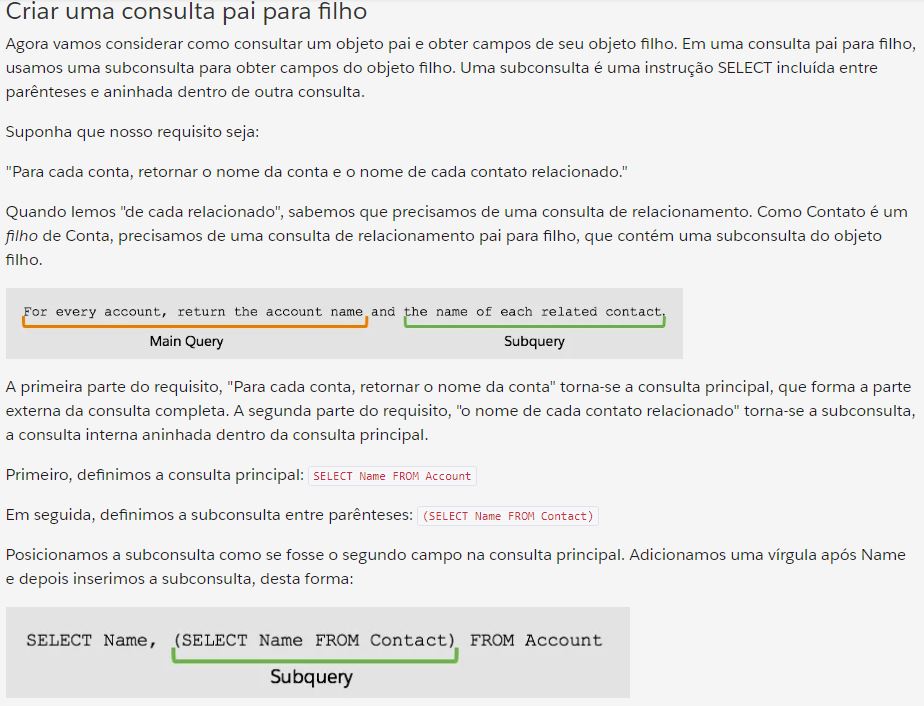 Criar uma consulta pai para filho
Agora vamos considerar como consultar um objeto pai e obter campos de seu objeto filho. Em uma consulta pai para filho,
usamos uma subconsulta para obter campos do objeto filho. Uma subconsulta é uma instrução SELECT incluída entre
parênteses e aninhada dentro de outra consulta.
Suponha que nosso requisito seja:
"Para cada conta, retornar o nome da conta e o nome de cada contato relacionado."
Quando lemos "de cada relacionado", sabemos que precisamos de uma consulta de relacionamento. Como Contato é um
filho de Conta, precisamos de uma consulta de relacionamento pai para filho, que contém uma subconsulta do objeto
filho.
For every account, return the account name and the name of each related contact.
Main Query Subquery
A primeira parte do requisito, "Para cada conta, retornar o nome da conta" torna-se a consulta principal, que forma a parte
externa da consulta completa. A segunda parte do requisito, "o nome de cada contato relacionado" torna-se a subconsulta,
a consulta interna aninhada dentro da consulta principal.
Primeiro, definimos a consulta principal: SELECT Name FROM Account
Em seguida, definimos a subconsulta entre parênteses: (SELECT Name FROM Contact)
Posicionamos a subconsulta como se fosse o segundo campo na consulta principal. Adicionamos uma vírgula após Name
e depois inserimos a subconsulta, desta forma:
SELECT Name, (SELECT Name FROM Contact) FROM Account
Subquery